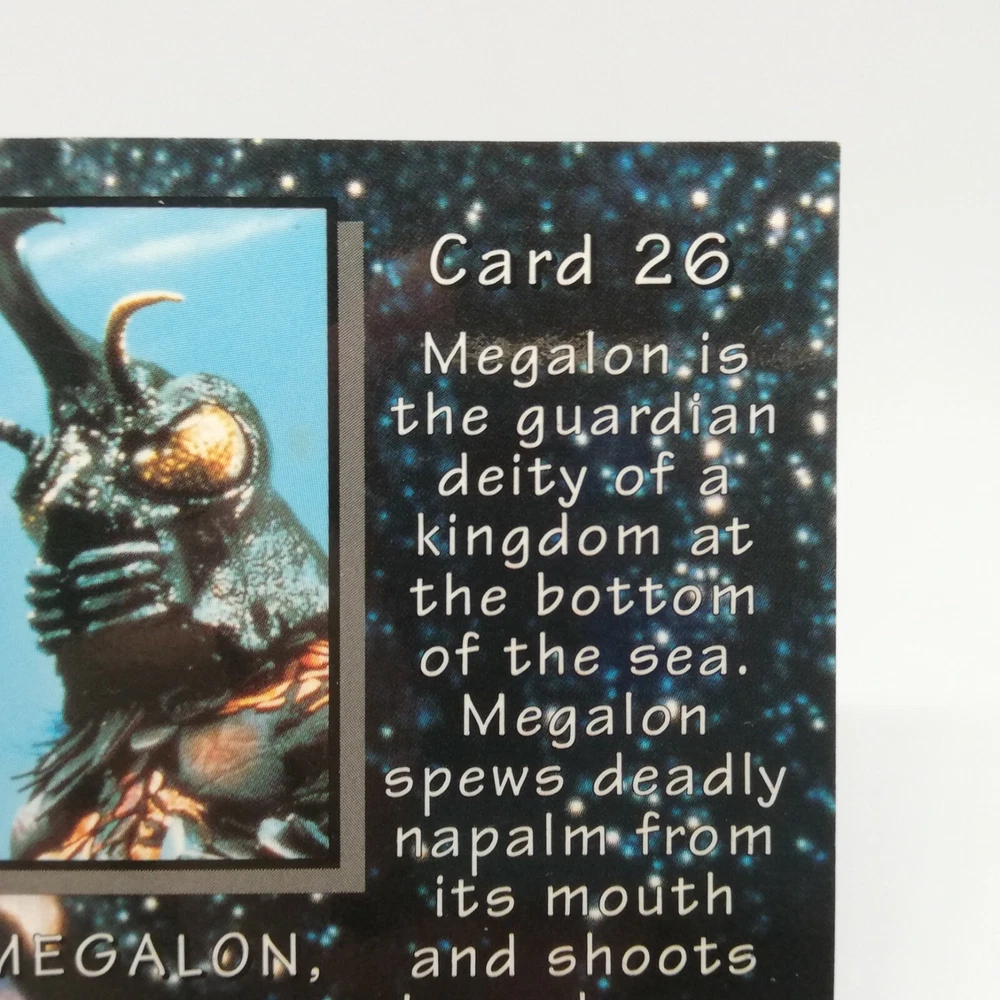 Card 26
Megalon is
the guardian
deity of a
kingdom at
the bottom
of the sea.
Megalon
spews deadly
napalm from
its mouth
and shoots
MEGALON,